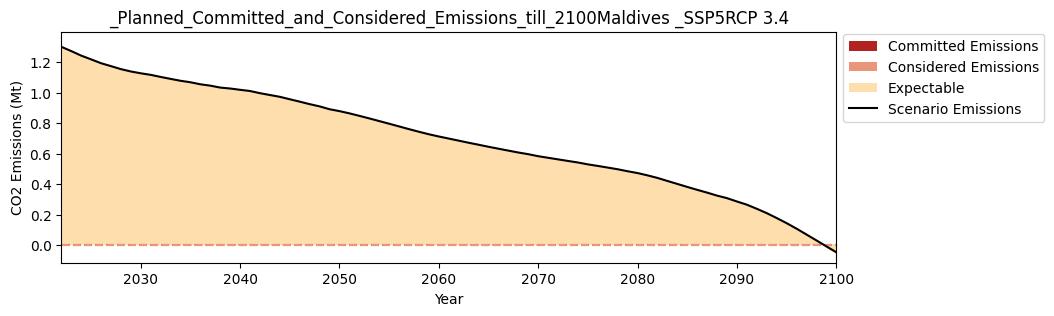 _Planned_Committed_and_Considered_Emissions_till_2100Maldives _SSP5RCP 3.4
CO2 Emissions (Mt)
1.2
1.0
0.8
0.6
0.4
0.2
0.0
2030 2040 2050 2060 2070 2080 2090 2100
Year
Committed Emissions
Considered Emissions
Expectable
Scenario Emissions